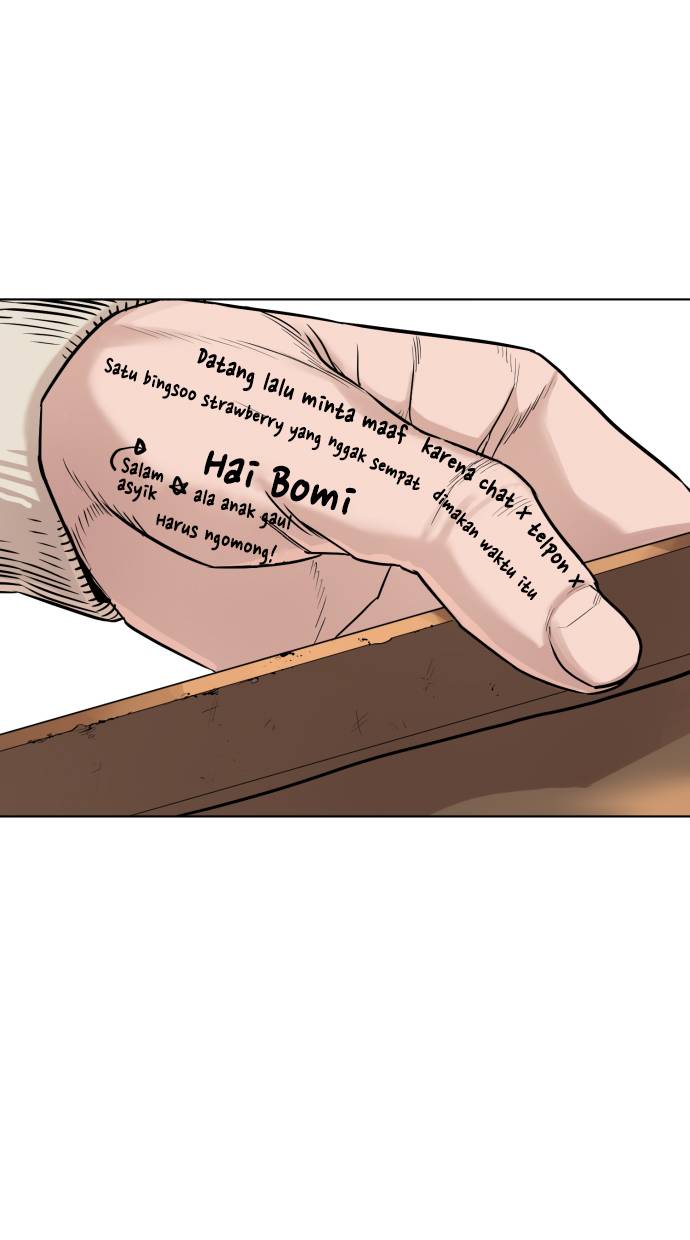 Datang lalu minta maaf karena chat x telpon x
Satu bingsoo strawberry yang nggak sempat dimakan waktu itu
Hai Bomi
Salam & ala anak gaul
asyik
Harus ngomong!